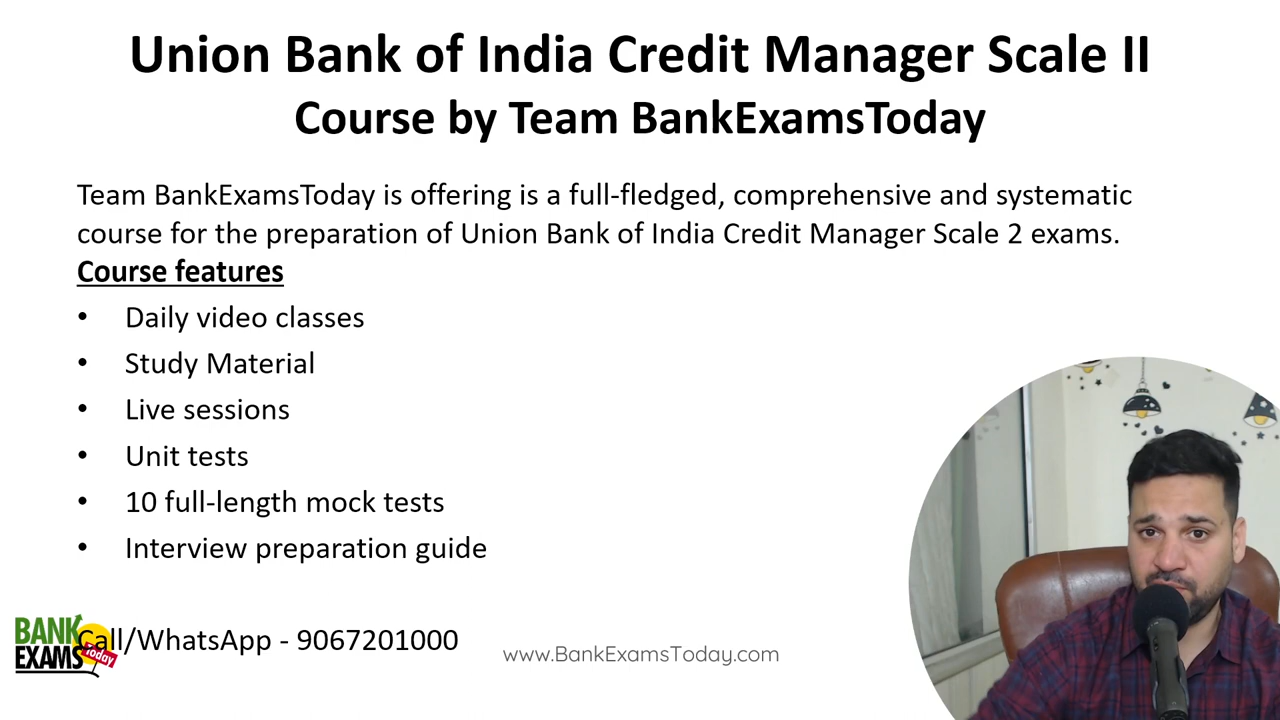 Union Bank of India Credit Manager Scale II
Course by Team BankExamsToday
Team BankExamsToday is offering is a full-fledged, comprehensive and systematic
course for the preparation of Union Bank of India Credit Manager Scale 2 exams.
Course features
• Daily video classes
• Study Material
• Live sessions
• Unit tests
• 10 full-length mock tests
• Interview preparation guide
BANK
EXAMS
Today
Call/WhatsApp - 9067201000
www.BankExamsToday.com